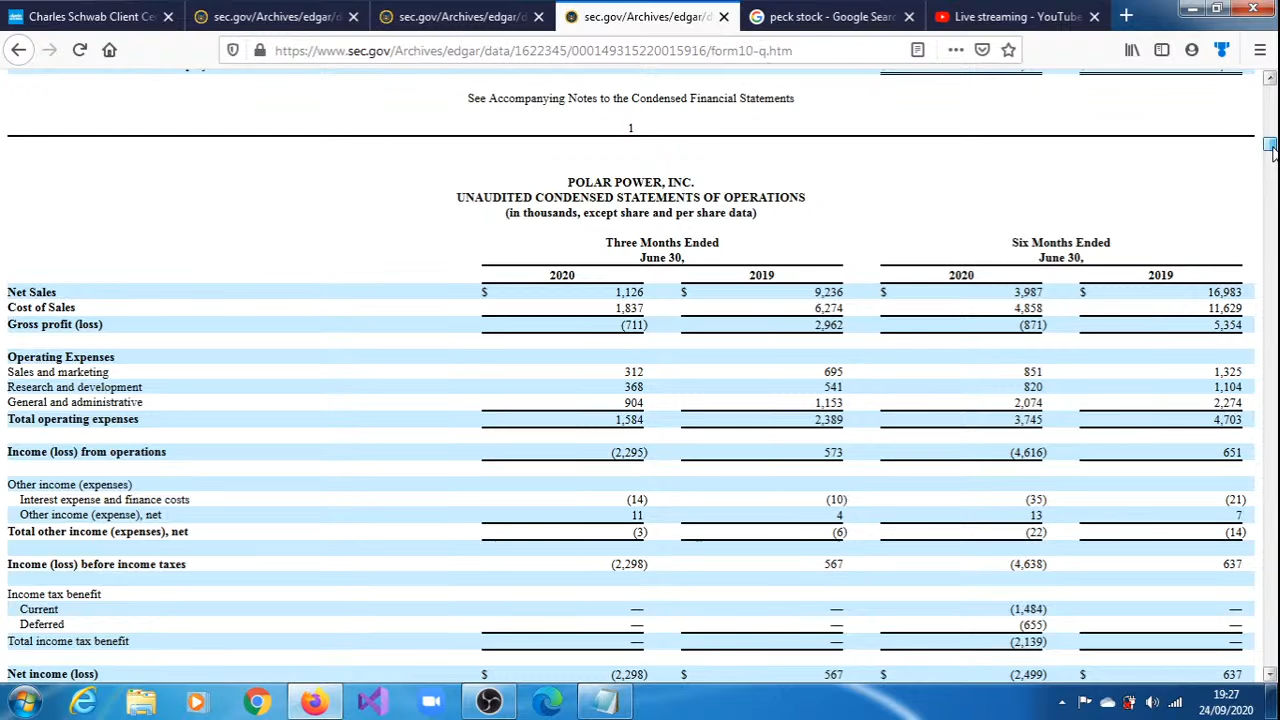 Charles Schwab Client Ce
sec.gov/Archives/edgar/d
sec.gov/Archives/edgar/d
sec.gov/Archives/edgar/d
peck stock - Google Sear
Live streaming - YouTube
https://www.sec.gov/Archives/edgar/data/1622345/000149315220015916/form10-q.htm
See Accompanying Notes to the Condensed Financial Statements
1
POLAR POWER, INC.
UNAUDITED CONDENSED STATEMENTS OF OPERATIONS
(in thousands, except share and per share data)
Three Months Ended Six Months Ended
June 30, June 30,
2020 2019 2020 2019
Net Sales $ 1,126 $ 9,236 $ 3,987 $ 16,983
Cost of Sales 1,837 6,274 4,858 11,629
Gross profit (loss) (711) 2,962 (871) 5,354
Operating Expenses
Sales and marketing 312 695 851 1,325
Research and development 368 541 820 1,104
General and administrative 904 1,153 2,074 2,274
Total operating expenses 1,584 2,389 3,745 4,703
Income (loss) from operations (2,295) 573 (4,616) 651
Other income (expenses)
Interest expense and finance costs (14) (10) (35) (21)
Other income (expense), net 11 4 13 7
Total other income (expenses), net (3) (6) (22) (14)
Income (loss) before income taxes (2,298) 567 (4,638) 637
Income tax benefit
Current — — (1,484) —
Deferred — — (655) —
Total income tax benefit — — (2,139) —
Net income (loss) $ (2,298) $ 567 $ (2,499) $ 637
19:27
24/09/2020